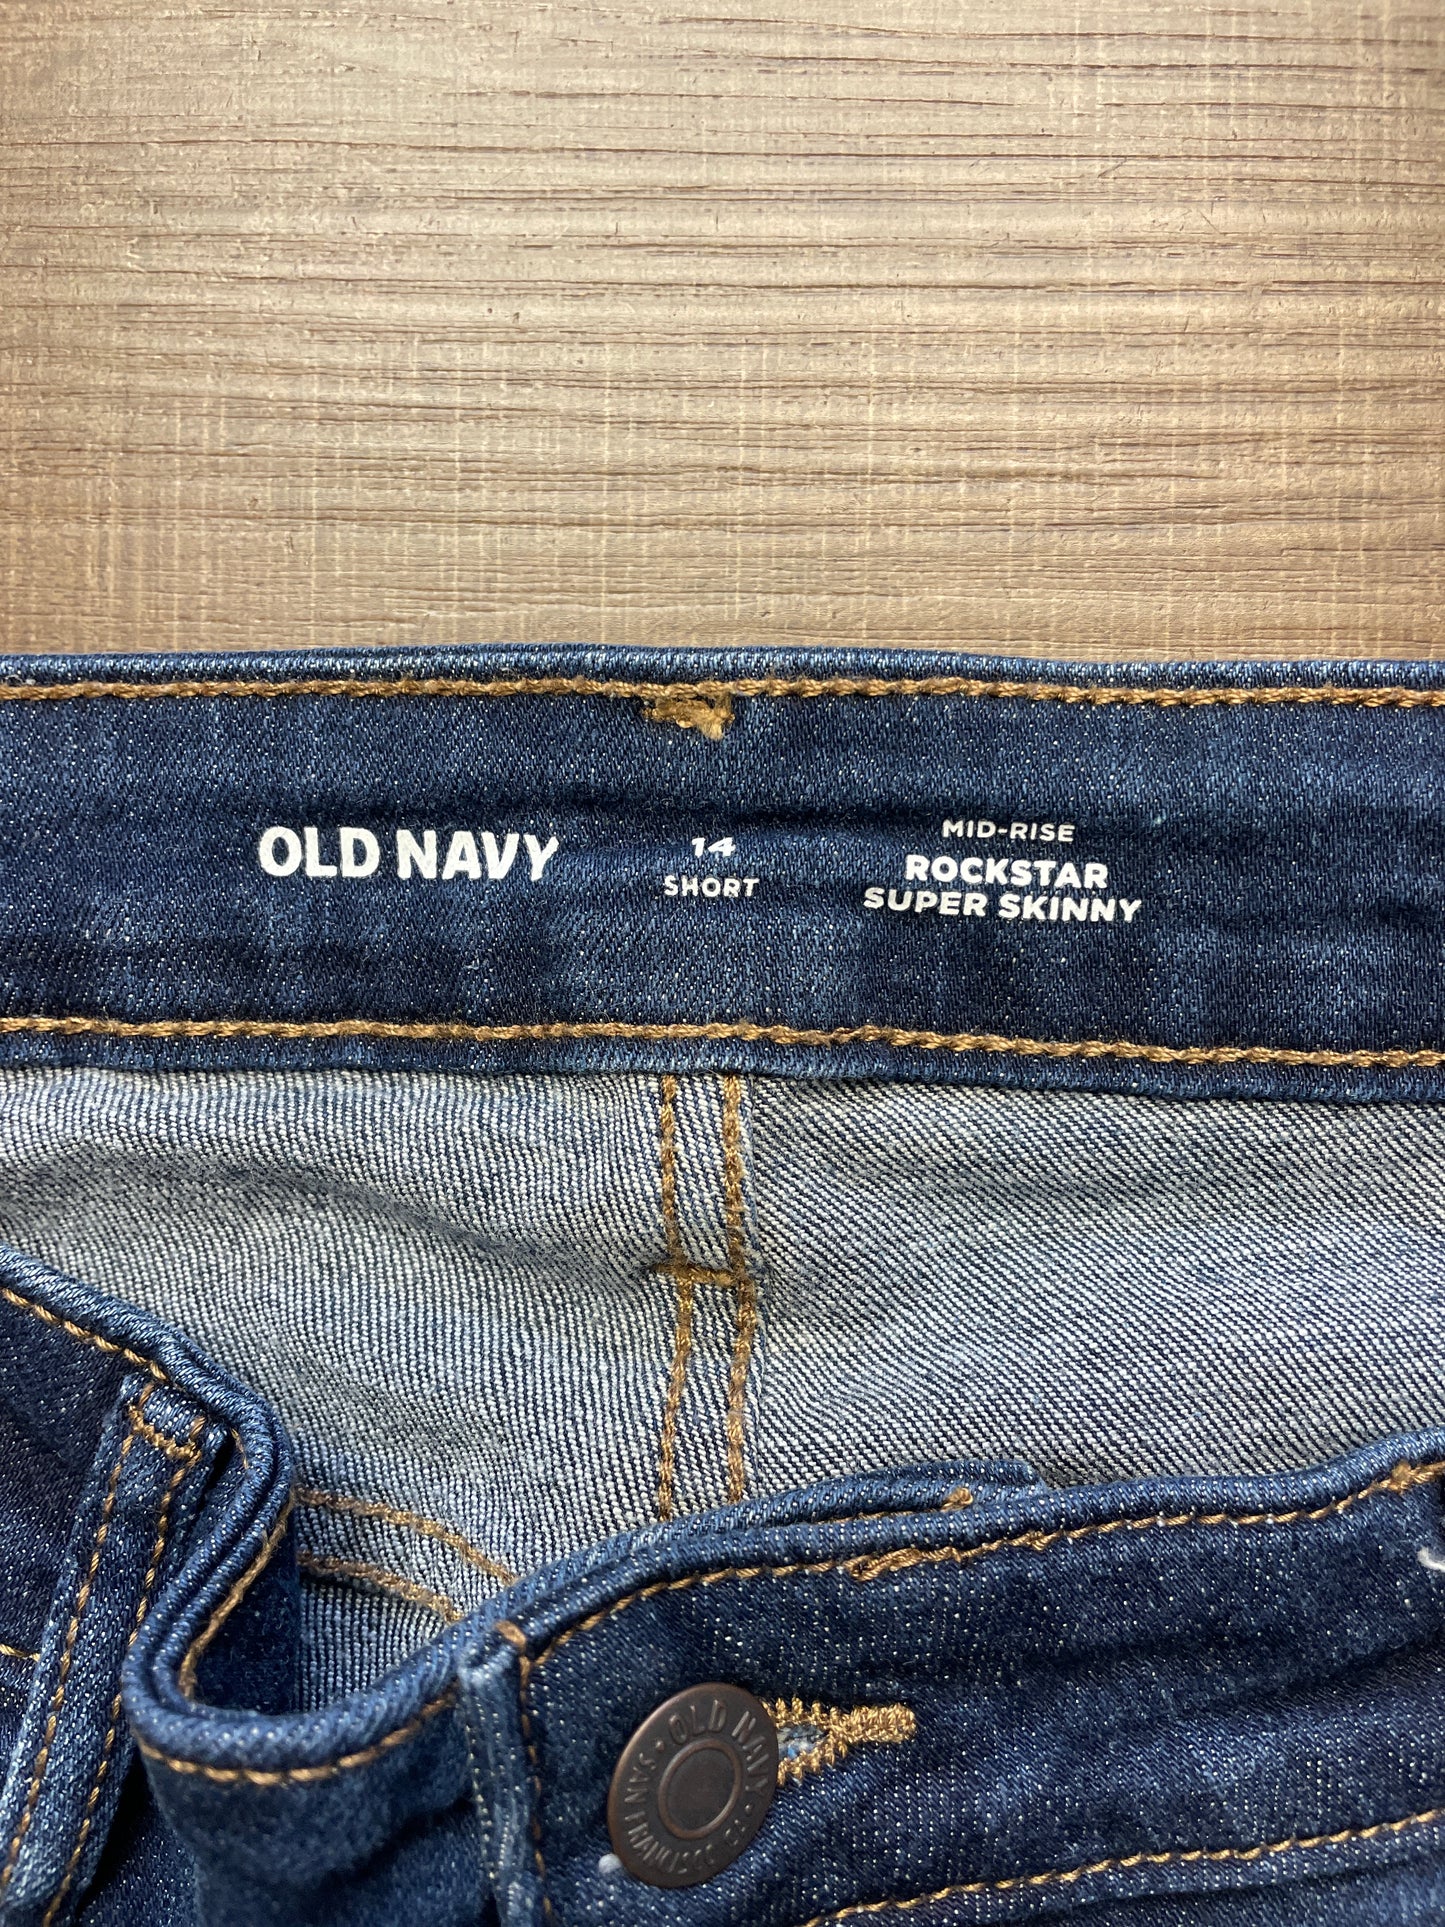 OLD NAVY
14
SHORT
MID-RISE
ROCKSTAR
SUPER SKINNY
OLD NAVY • CA • SAN FRANCISCO